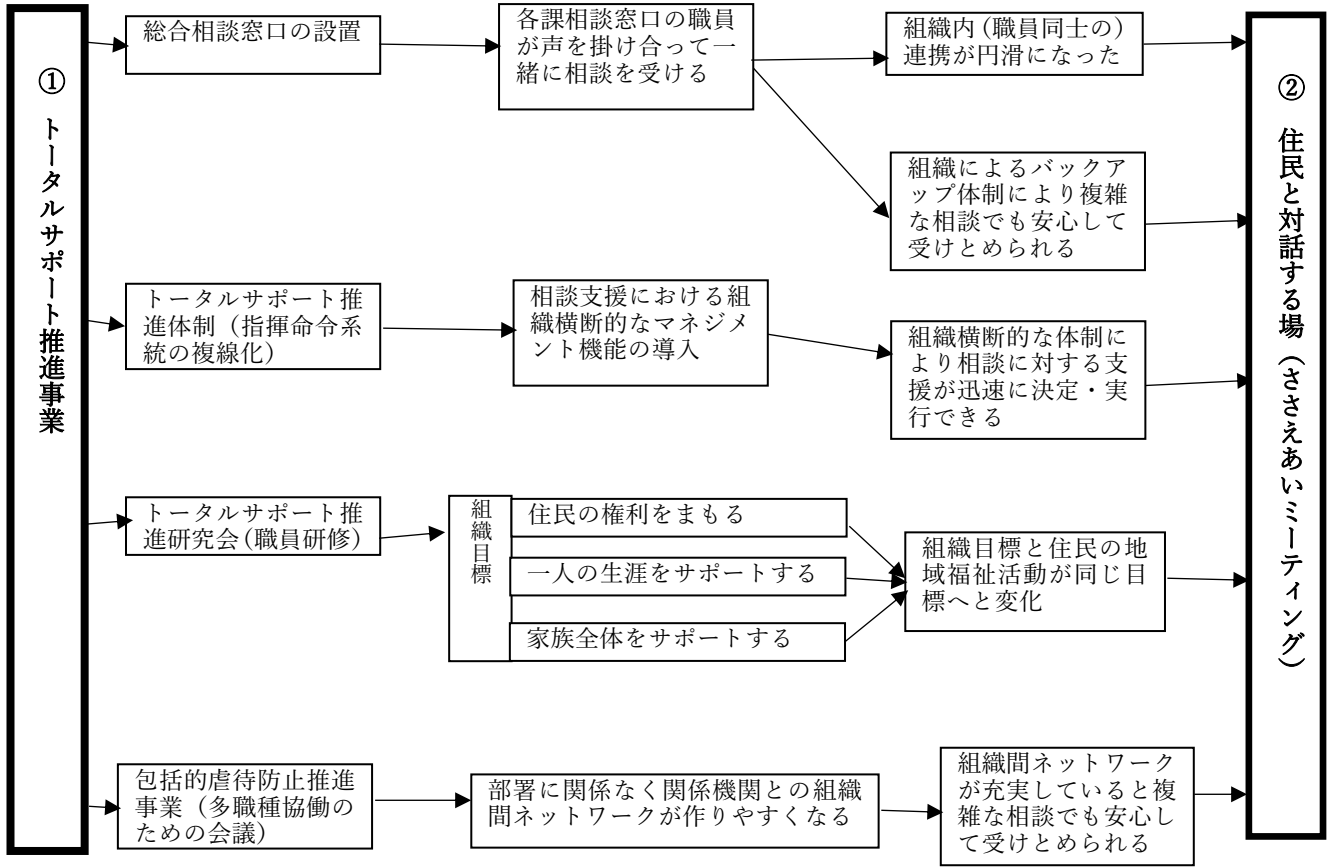 ① トータルサポート推進事業
総合相談窓口の設置
各課相談窓口の職員
が声を掛け合って一
緒に相談を受ける
組織内(職員同士の)
連携が円滑になった
組織によるバックア
ップ体制により複雑
な相談でも安心して
受けとめられる
トータルサポート推
進体制（指揮命令系
統の複線化）
相談支援における組
織横断的なマネジメ
ント機能の導入
組織横断的な体制に
より相談に対する支
援が迅速に決定・実
行できる
トータルサポート推
進研究会(職員研修)
組織目標
住民の権利をまもる
一人の生涯をサポートする
家族全体をサポートする
組織目標と住民の地
域福祉活動が同じ目
標へと変化
包括的虐待防止推進
事業（多職種協働の
ための会議）
部署に関係なく関係機関との組織
間ネットワークが作りやすくなる
組織間ネットワーク
が充実していると複
雑な相談でも安心し
て受けとめられる
② 住民と対話する場（ささえあいミーティング）